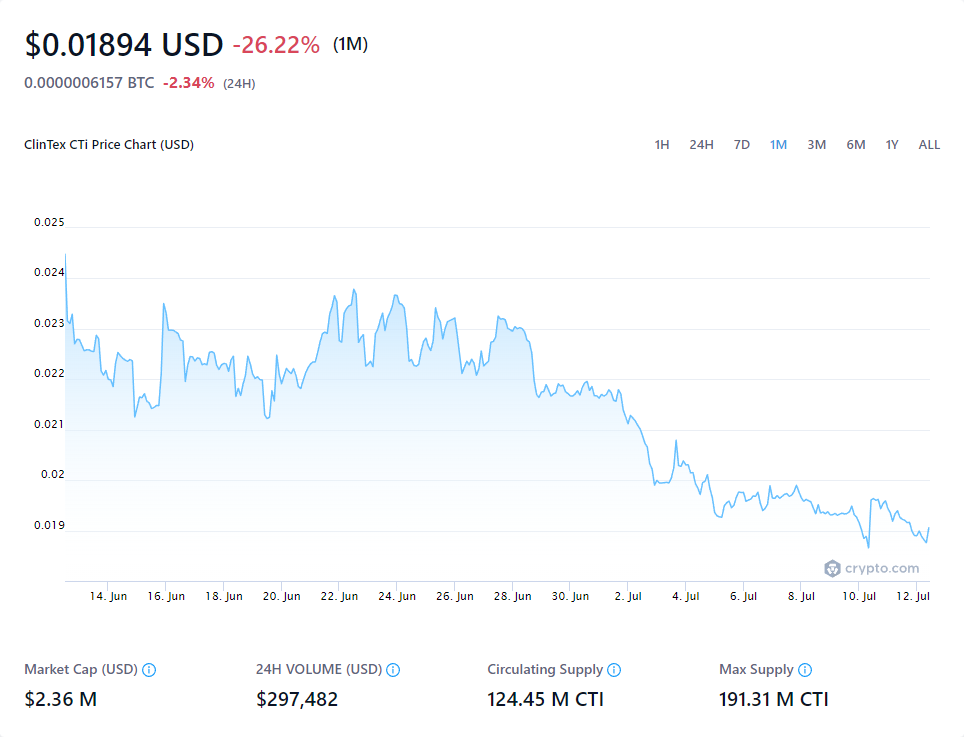 $0.01894 USD -26.22% (1M)
0.0000006157 BTC -2.34% (24H)
ClinTex CTi Price Chart (USD) 1H 24H 7D 1M 3M 6M 1Y ALL
0.025
0.024
0.023
0.022
0.021
0.02
0.019
crypto.com
14. Jun 16. Jun 18. Jun 20. Jun 22. Jun 24. Jun 26. Jun 28. Jun 30. Jun 2. Jul 4. Jul 6. Jul 8. Jul 10. Jul 12. Jul
Market Cap (USD) 24H VOLUME (USD) Circulating Supply Max Supply
$2.36 M $297,482 124.45 M CTI 191.31 M CTI